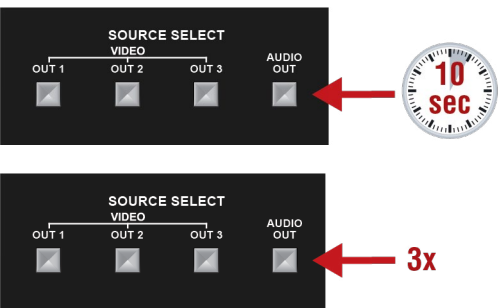 SOURCE SELECT
VIDEO
OUT 1 OUT 2 OUT 3 AUDIO OUT
10
sec
SOURCE SELECT
VIDEO
OUT 1 OUT 2 OUT 3 AUDIO OUT
3x